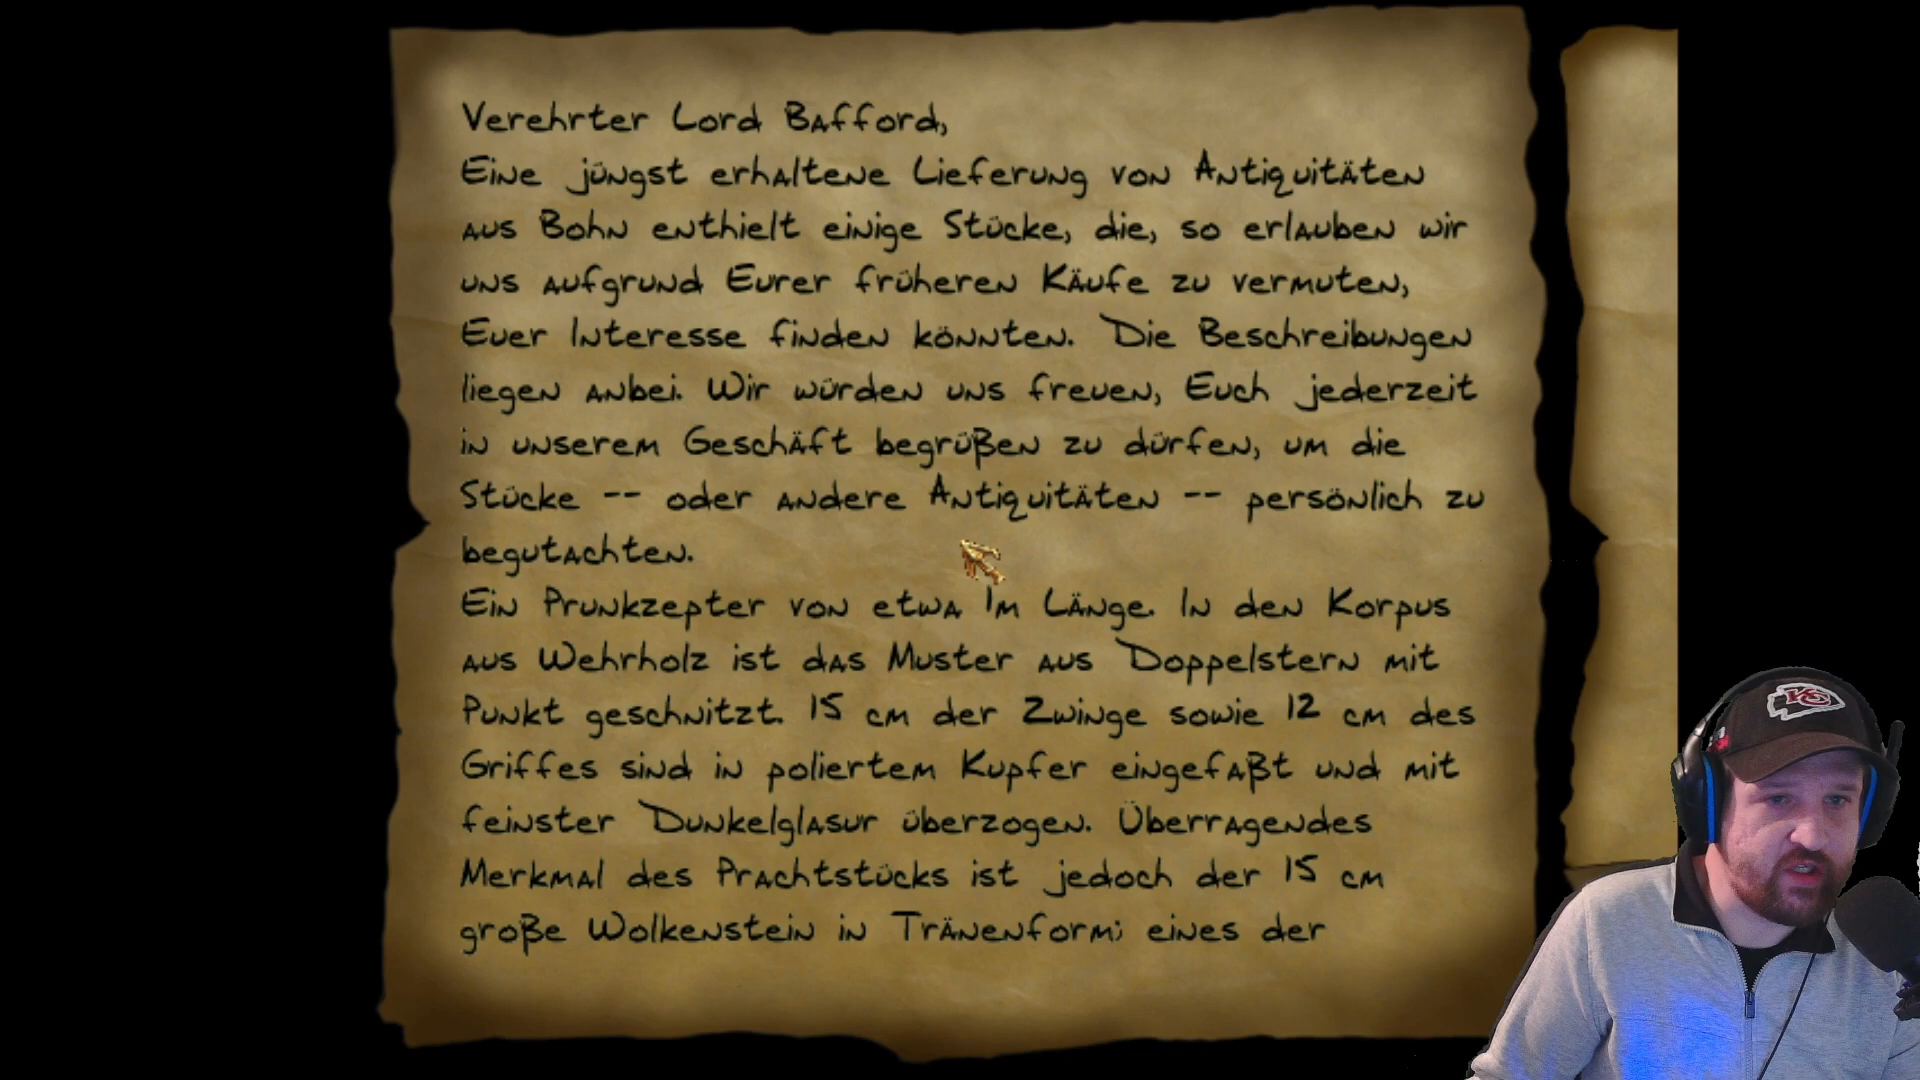 Verehrter Lord Bafford,
Eine jüngst erhaltene Lieferung von Antiquitäten
aus Bohn enthielt einige Stücke, die, so erlauben wir
uns aufgrund Eurer früheren Käufe zu vermuten,
Euer Interesse finden könnten. Die Beschreibungen
liegen anbei. Wir würden uns freuen, Euch jederzeit
in unserem Geschäft begrüßen zu dürfen, um die
Stücke -- oder andere Antiquitäten -- persönlich zu
begutachten.
Ein Prunkzepter von etwa 1m Länge. In den Korpus
aus Wehrholz ist das Muster aus Doppelstern mit
Punkt geschnitzt. 15 cm der Zwinge sowie 12 cm des
Griffes sind in poliertem Kupfer eingefaßt und mit
feinster Dunkelglasur überzogen. Überragendes
Merkmal des Prachtstücks ist jedoch der 15 cm
große Wolkenstein in Tränenform; eines der
KC